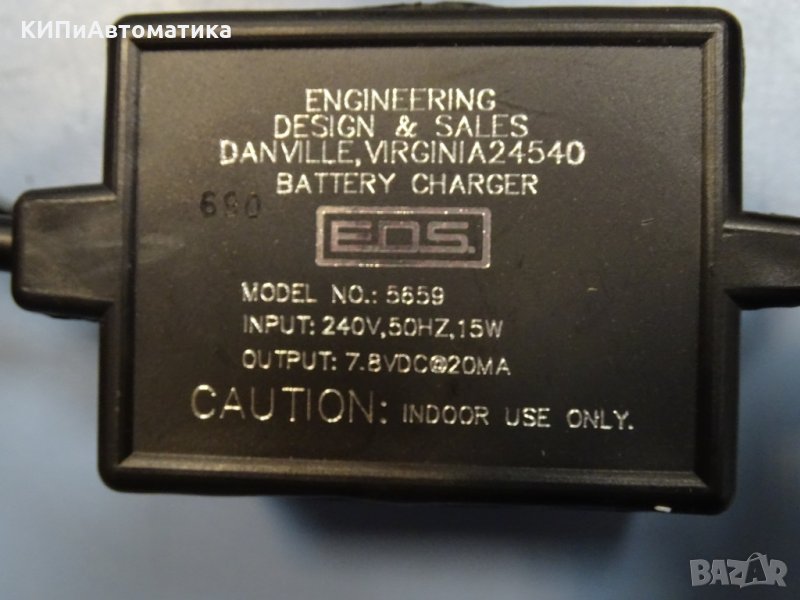 КИПиАвтоматика
ENGINEERING
DESIGN & SALES
DANVILLE,VIRGINIA24540
BATTERY CHARGER
690
E.D.S.
MODEL NO.: 5659
INPUT: 240V,50HZ,15W
OUTPUT: 7.8VDC@20MA
CAUTION: INDOOR USE ONLY.
BAZAR